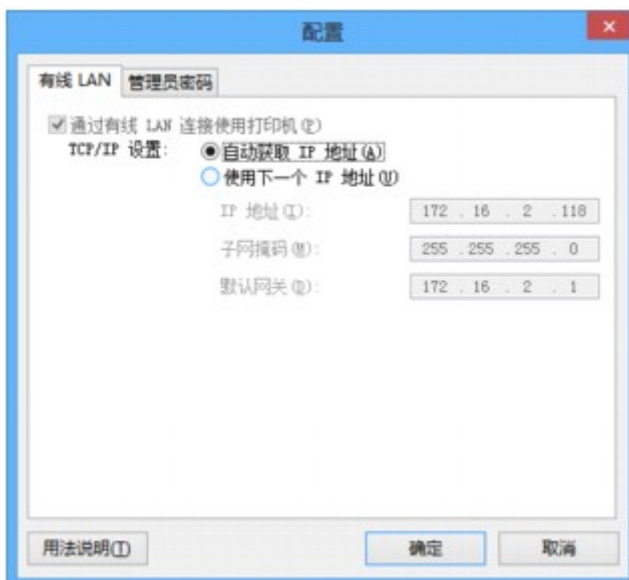 配置
有线 LAN 管理员密码
通过有线 LAN 连接使用打印机(P)
TCP/IP 设置: 自动获取 IP 地址(A)
使用下一个 IP 地址(U)
IP 地址(I): 172 . 16 . 2 .118
子网掩码(M): 255 .255 .255 . 0
默认网关(D): 172 . 16 . 2 . 1
用法说明(T) 确定 取消